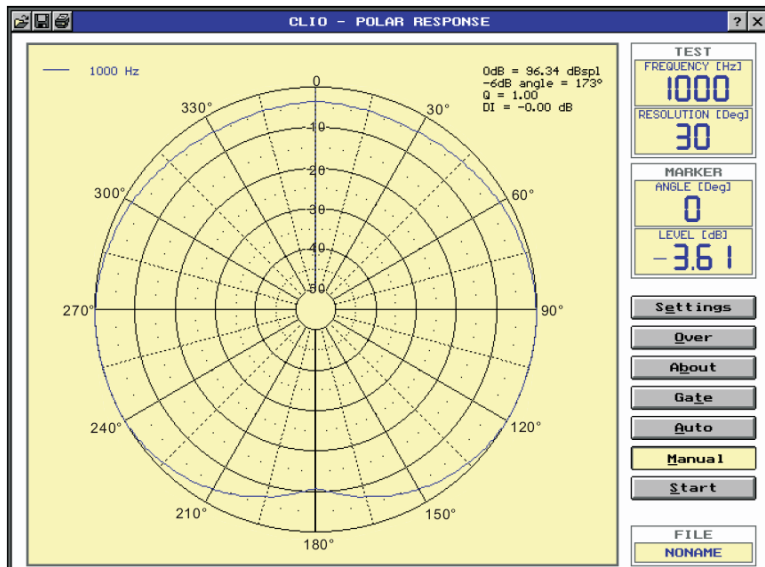 CLIO - POLAR RESPONSE
? ×
1000 Hz
0dB = 96.34 dBspl
-6dB angle = 173°
Q = 1.00
DI = -0.00 dB
0
330°
30°
-10
300°
60°
-20
-30
-40
-50
270°
90°
240°
120°
210°
150°
180°
TEST
FREQUENCY [Hz]
1000
RESOLUTION [Deg]
30
MARKER
ANGLE [Deg]
0
LEVEL [dB]
-3.61
Settings
Over
About
Gate
Auto
Manual
Start
FILE
NONAME